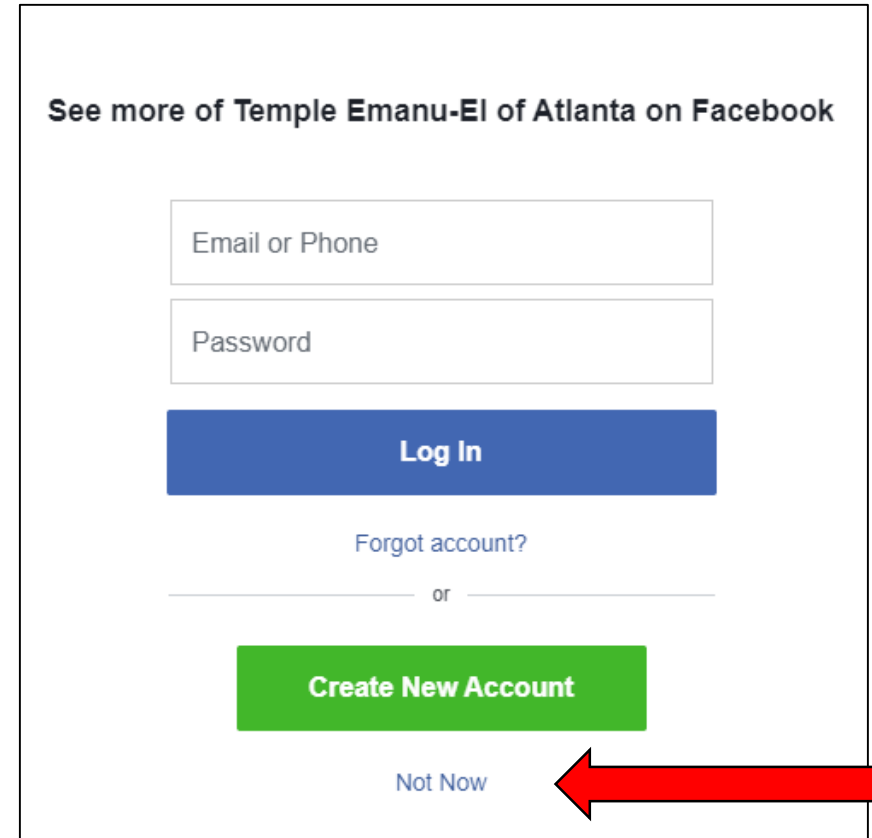 See more of Temple Emanu-El of Atlanta on Facebook
Email or Phone
Password
Log In
Forgot account?
or
Create New Account
Not Now